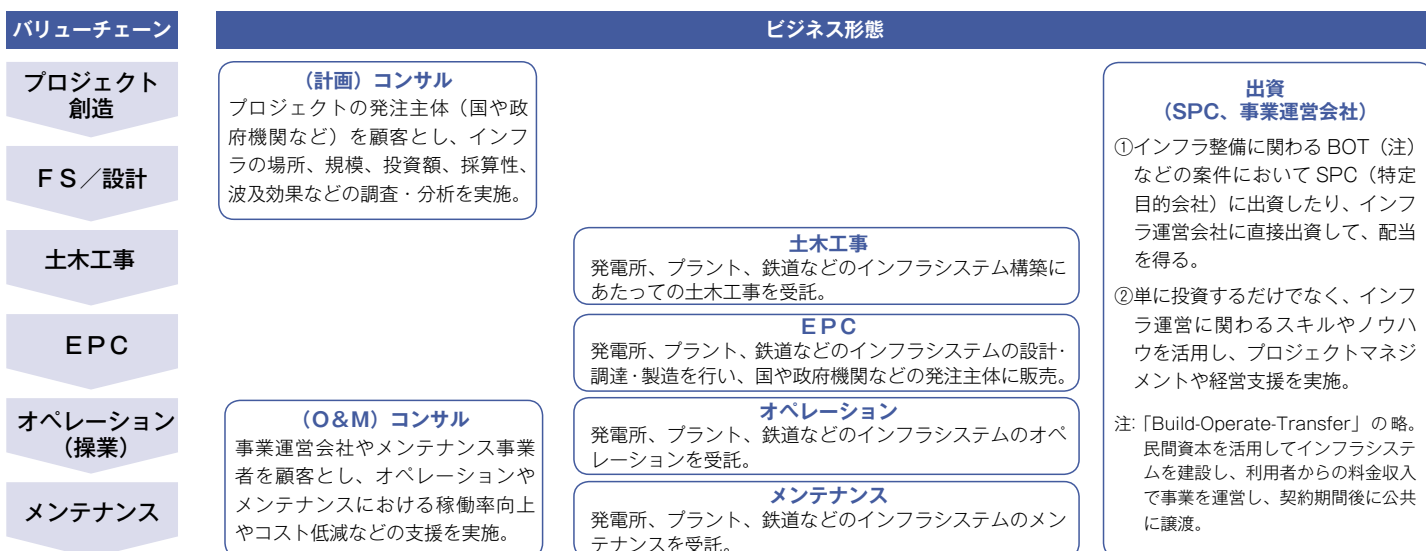 バリューチェーン
ビジネス形態
プロジェクト
創造
FS／設計
土木工事
EPC
オペレーション
（操業）
メンテナンス
（計画）コンサル
プロジェクトの発注主体（国や政
府機関など）を顧客とし、インフ
ラの場所、規模、投資額、採算性、
波及効果などの調査・分析を実施。
（O&M）コンサル
事業運営会社やメンテナンス事業
者を顧客とし、オペレーションや
メンテナンスにおける稼働率向上
やコスト低減などの支援を実施。
土木工事
発電所、プラント、鉄道などのインフラシステム構築に
あたっての土木工事を受託。
EPC
発電所、プラント、鉄道などのインフラシステムの設計・
調達・製造を行い、国や政府機関などの発注主体に販売。
オペレーション
発電所、プラント、鉄道などのインフラシステムのオペ
レーションを受託。
メンテナンス
発電所、プラント、鉄道などのインフラシステムのメン
テナンスを受託。
出資
（SPC、事業運営会社）
①インフラ整備に関わるBOT（注）
などの案件においてSPC（特定
目的会社）に出資したり、インフ
ラ運営会社に直接出資して、配当
を得る。
②単に投資するだけでなく、インフ
ラ運営に関わるスキルやノウハ
ウを活用し、プロジェクトマネジ
メントや経営支援を実施。
注:「Build-Operate-Transfer」の略。
民間資本を活用してインフラシステ
ムを建設し、利用者からの料金収入
で事業を運営し、契約期間後に公共
に譲渡。